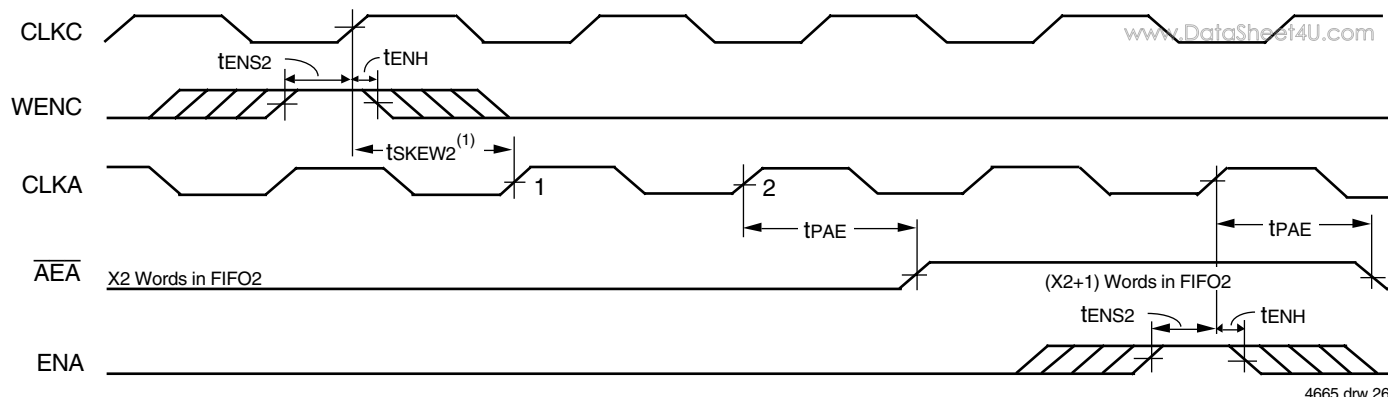 CLKC
www.DataSheet4U.com
tENS2
tENH
WENC
tSKEW2(1)
CLKA
1
2
tPAE
tPAE
AEA
X2 Words in FIFO2
(X2+1) Words in FIFO2
tENS2
tENH
ENA
4665 drw 26